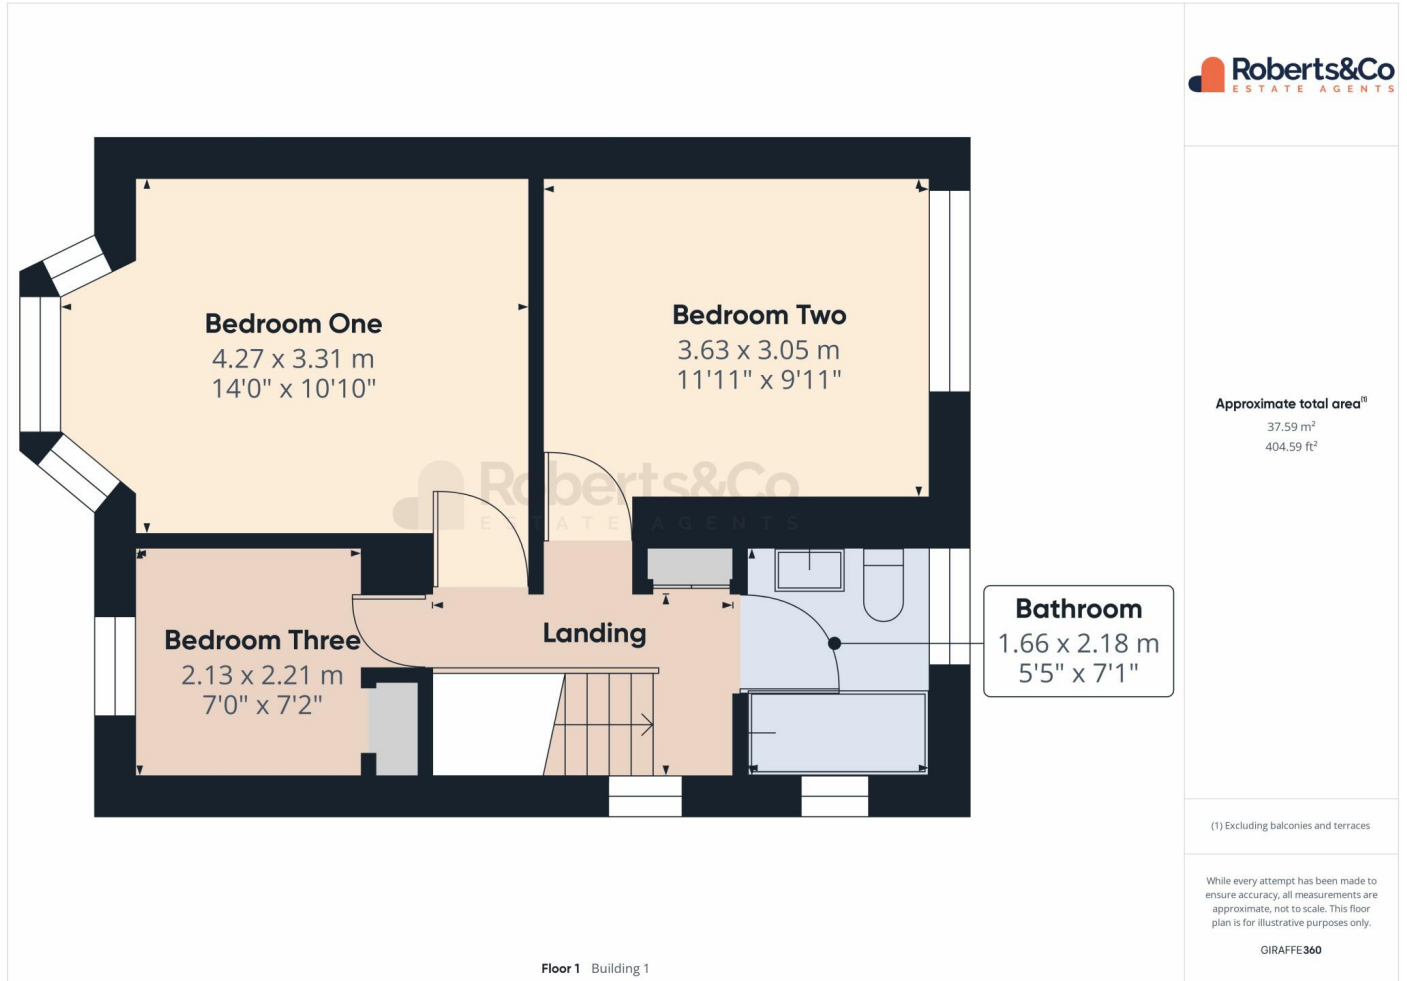 Roberts&Co
ESTATE AGENTS
Bedroom One
4.27 x 3.31 m
14'0" x 10'10"
Bedroom Two
3.63 x 3.05 m
11'11" x 9'11"
Roberts&Co
ESTATE AGENTS
Bedroom Three
2.13 x 2.21 m
7'0" x 7'2"
Landing
Bathroom
1.66 x 2.18 m
5'5" x 7'1"
Approximate total area(1)
37.59 m²
404.59 ft²
(1) Excluding balconies and terraces
While every attempt has been made to
ensure accuracy, all measurements are
approximate, not to scale. This floor
plan is for illustrative purposes only.
GIRAFFE360
Floor 1 Building 1